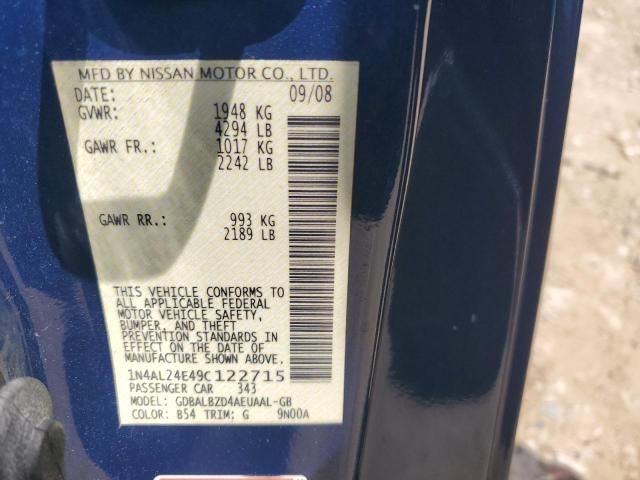 MFD BY NISSAN MOTOR CO., LTD.
DATE: 09/08
GVWR: 1948 KG
4294 LB
GAWR FR.: 1017 KG
2242 LB
GAWR RR.: 993 KG
2189 LB
THIS VEHICLE CONFORMS TO
ALL APPLICABLE FEDERAL
MOTOR VEHICLE SAFETY,
BUMPER, AND THEFT
PREVENTION STANDARDS IN
EFFECT ON THE DATE OF
MANUFACTURE SHOWN ABOVE.
1N4AL24E49C122715
PASSENGER CAR 343
MODEL: GDBALBZD4AEUAAL-GB
COLOR: B54 TRIM: G 9N00A